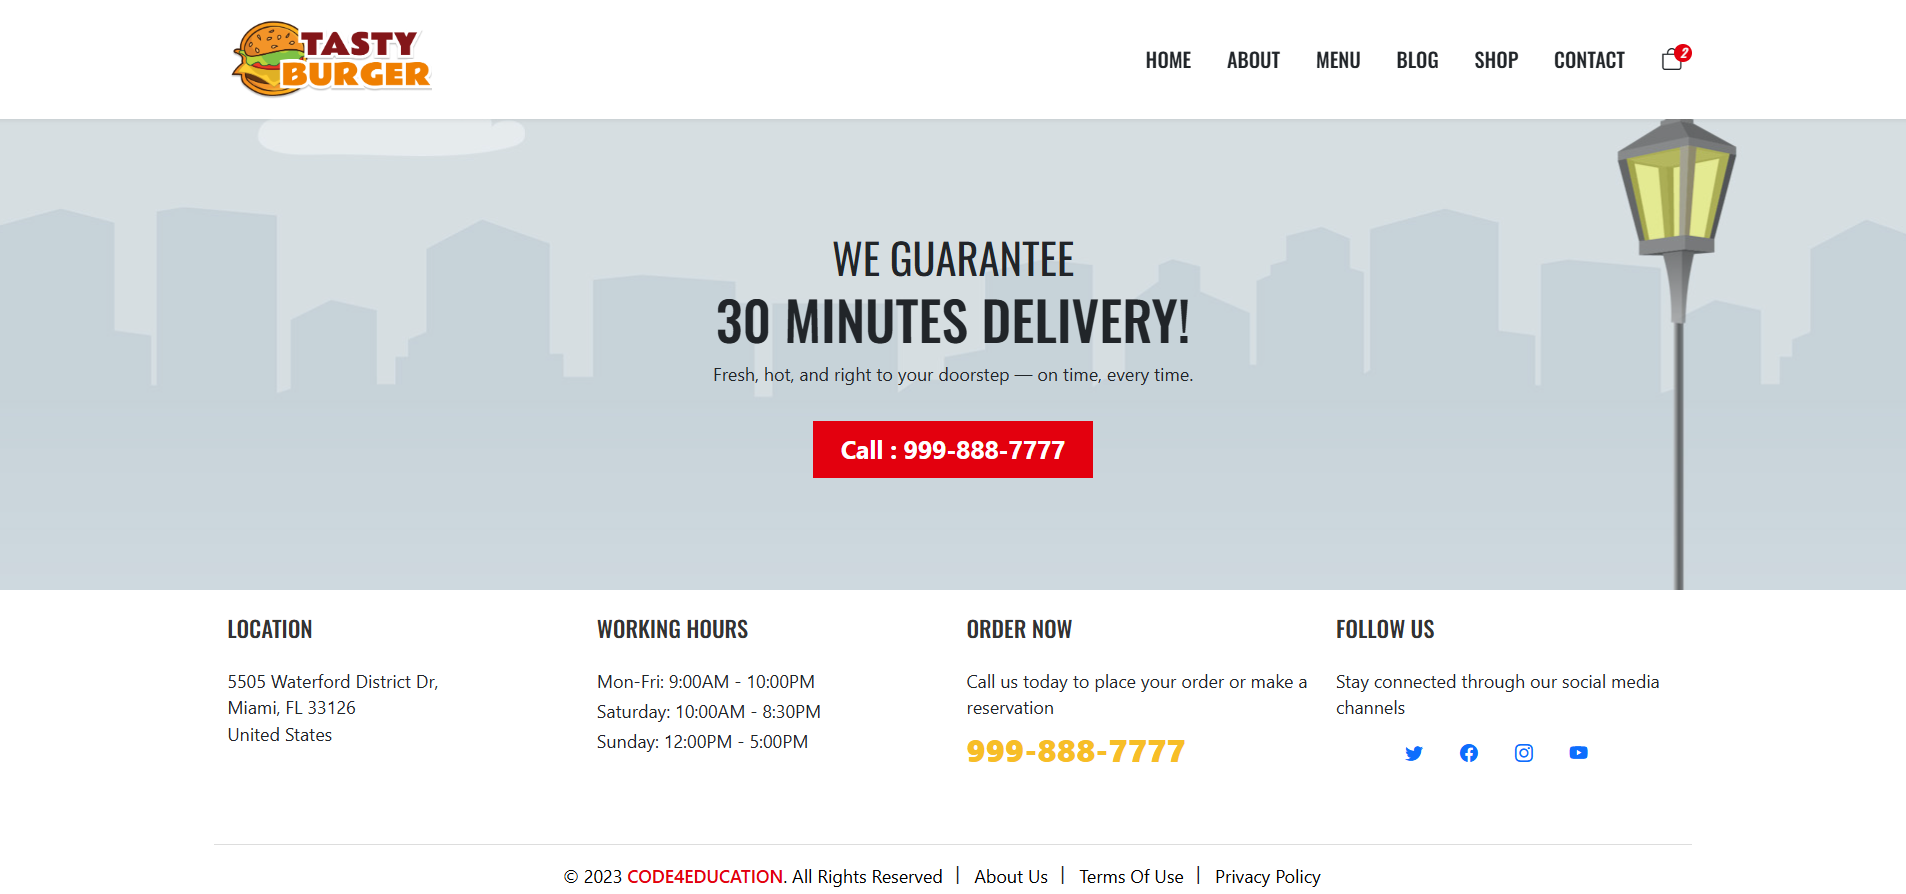 TASTY
BURGER
HOME ABOUT MENU BLOG SHOP CONTACT 2
WE GUARANTEE
30 MINUTES DELIVERY!
Fresh, hot, and right to your doorstep — on time, every time.
Call : 999-888-7777
LOCATION
5505 Waterford District Dr,
Miami, FL 33126
United States
WORKING HOURS
Mon-Fri: 9:00AM - 10:00PM
Saturday: 10:00AM - 8:30PM
Sunday: 12:00PM - 5:00PM
ORDER NOW
Call us today to place your order or make a
reservation
999-888-7777
FOLLOW US
Stay connected through our social media
channels
© 2023 CODE4EDUCATION. All Rights Reserved | About Us | Terms Of Use | Privacy Policy